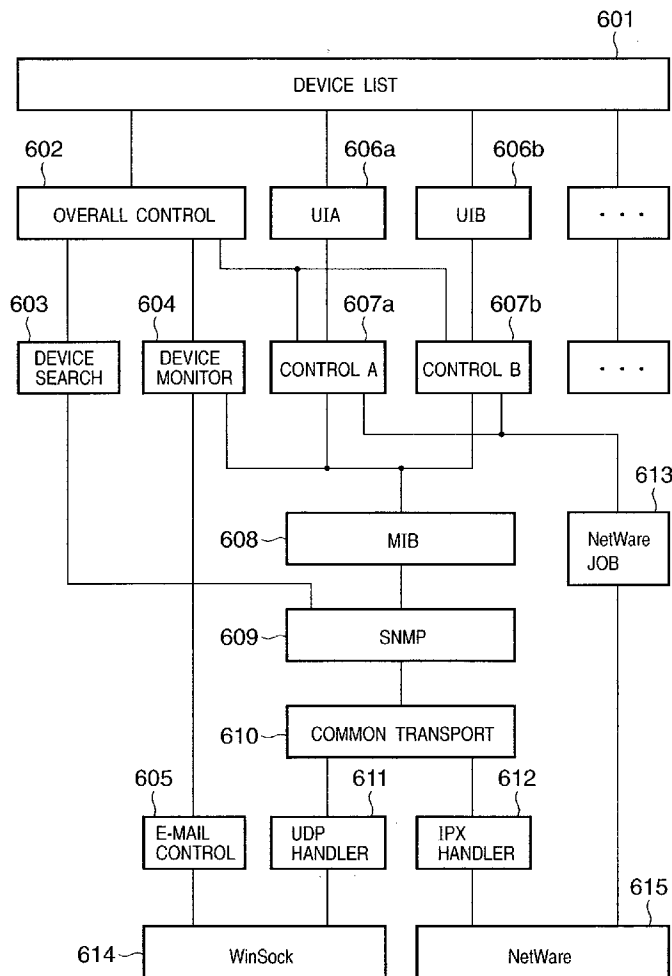 601
DEVICE LIST
602
606a
606b
OVERALL CONTROL
UIA
UIB
· · ·
603
604
607a
607b
DEVICE
SEARCH
DEVICE
MONITOR
CONTROL A
CONTROL B
· · ·
613
608
MIB
NetWare
JOB
609
SNMP
610
COMMON TRANSPORT
605
611
612
E-MAIL
CONTROL
UDP
HANDLER
IPX
HANDLER
615
614
WinSock
NetWare